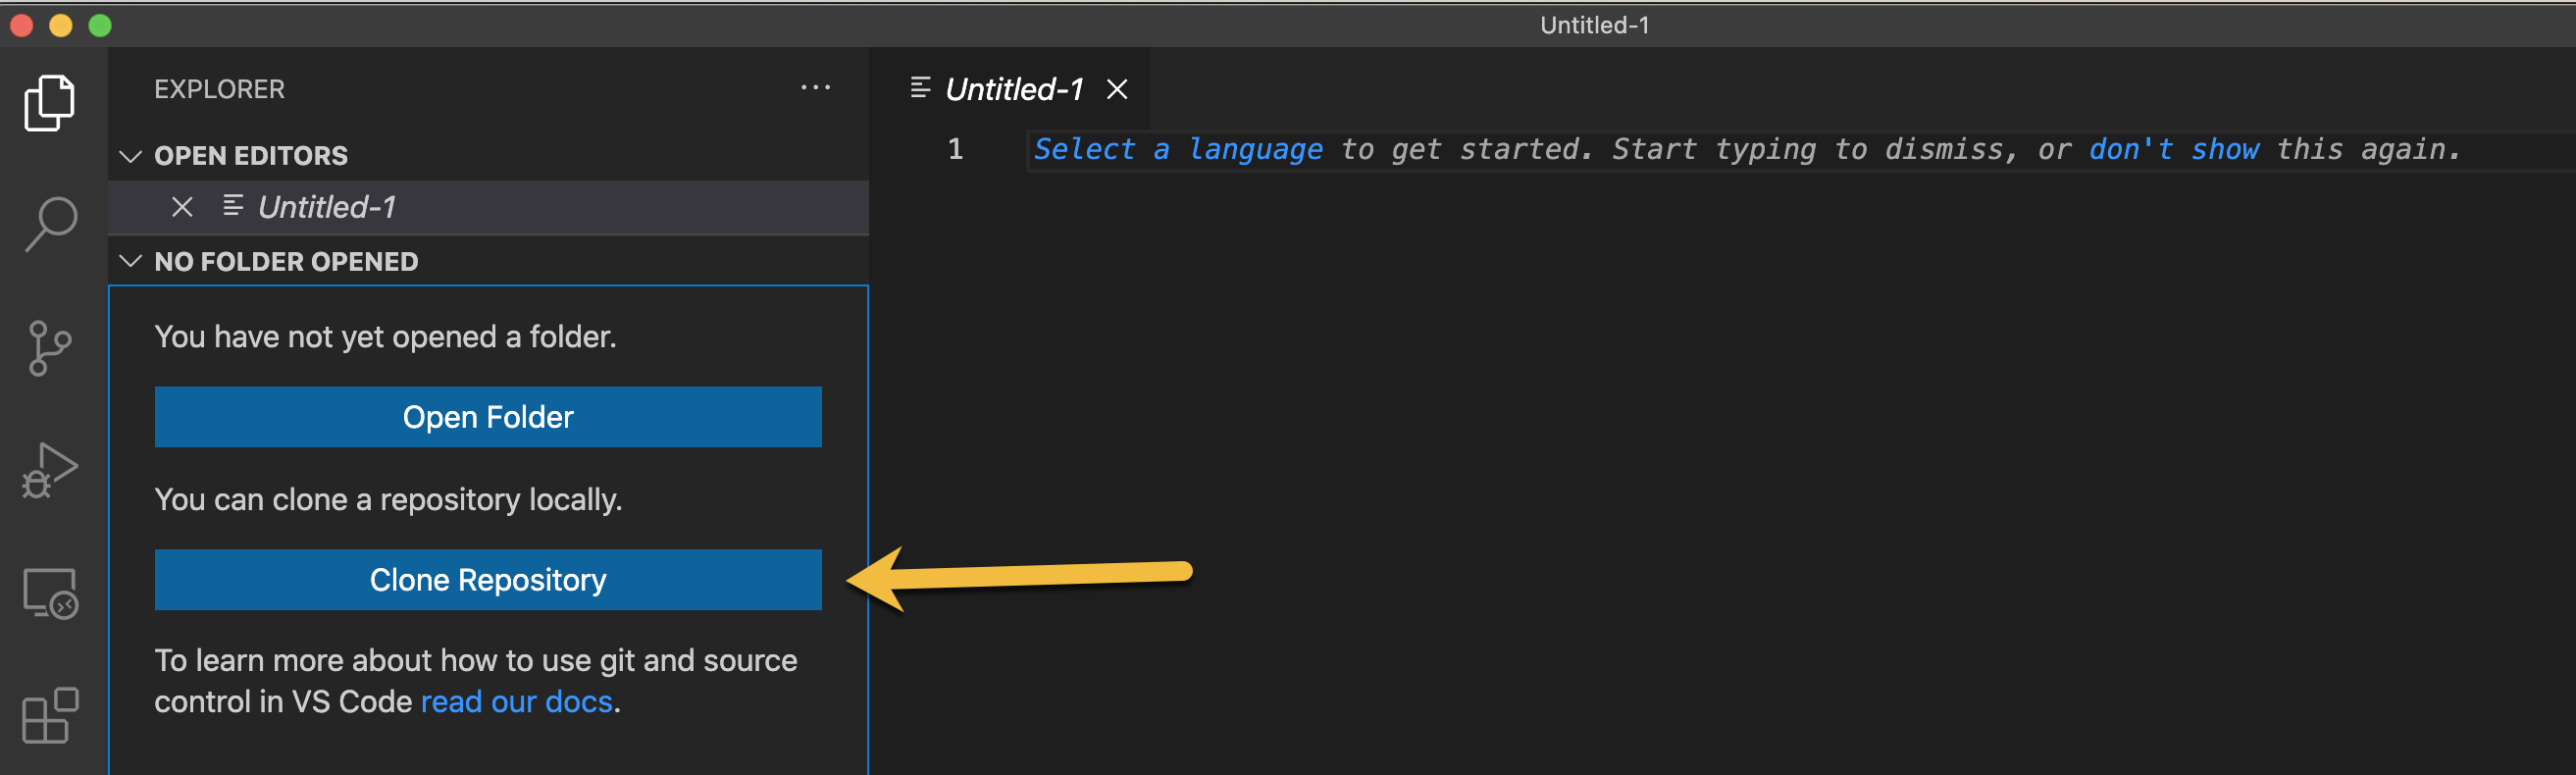 Untitled-1
EXPLORER
Untitled-1
OPEN EDITORS
Untitled-1
NO FOLDER OPENED
You have not yet opened a folder.
Open Folder
You can clone a repository locally.
Clone Repository
To learn more about how to use git and source
control in VS Code read our docs.
1 Select a language to get started. Start typing to dismiss, or don't show this again.